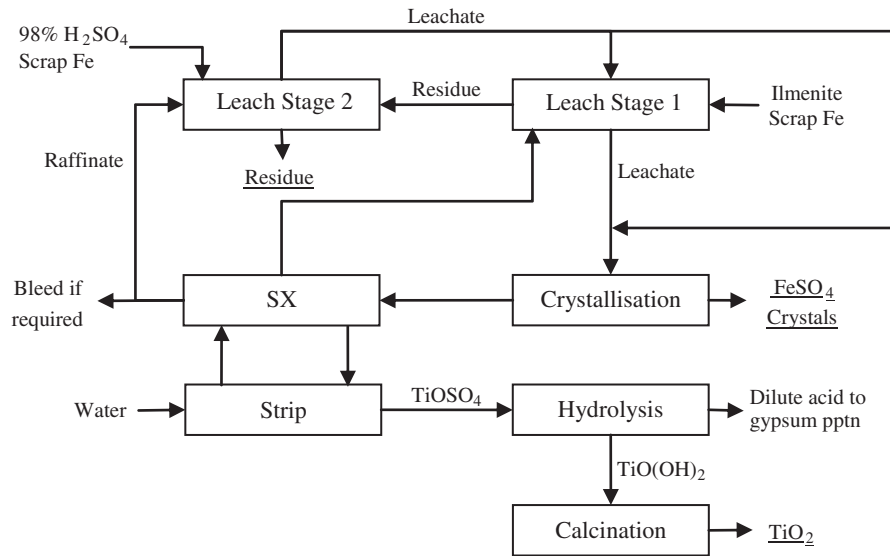 Leachate
98% H₂SO₄
Scrap Fe
Leach Stage 2
Residue
Leach Stage 1
Ilmenite
Scrap Fe
Raffinate
Residue
Leachate
Bleed if
required
SX
Crystallisation
FeSO₄
Crystals
Water
Strip
TiOSO₄
Hydrolysis
Dilute acid to
gypsum pptn
TiO(OH)₂
Calcination
TiO₂